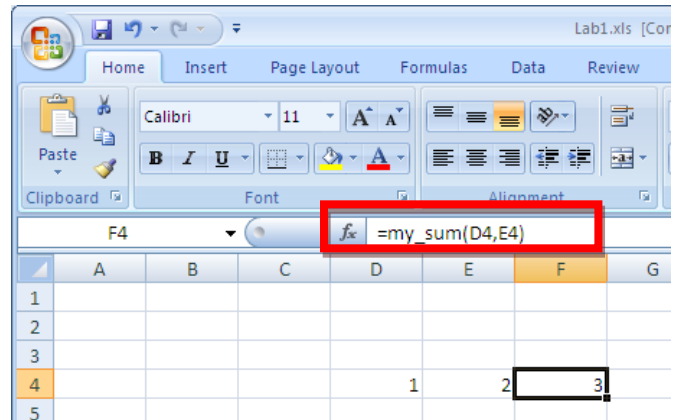 Lab1.xls [Cor
Home Insert Page Layout Formulas Data Review
Calibri 11 A A
Paste B I U A a
Clipboard Font Alignment
F4 fx =my_sum(D4,E4)
A B C D E F G
1
2
3
4 1 2 3
5